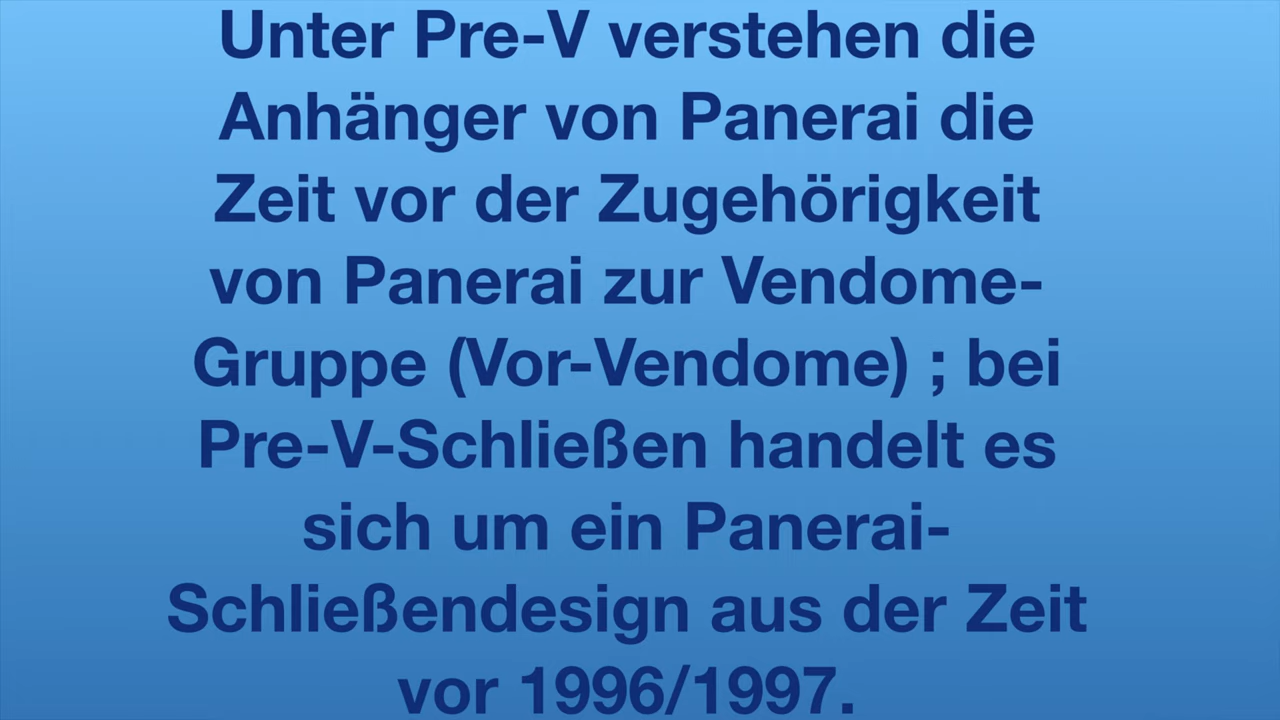 Unter Pre-V verstehen die
Anhänger von Panerai die
Zeit vor der Zugehörigkeit
von Panerai zur Vendome-
Gruppe (Vor-Vendome) ; bei
Pre-V-Schließen handelt es
sich um ein Panerai-
Schließendesign aus der Zeit
vor 1996/1997.